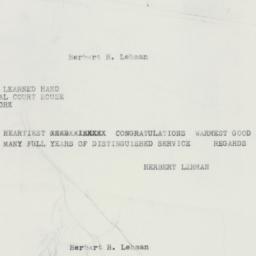 Herbert H. Lehman
LEARNED HAND
AL COURT HOUSE
ORK
HEARTIEST CONGRATULATIONS WARMEST GOOD
MANY FULL YEARS OF DISTINGUISHED SERVICE REGARDS
HERBERT LEHMAN
Herbert H. Lehman